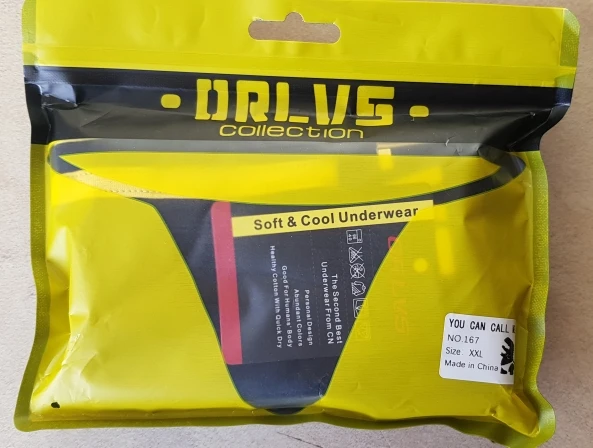 DRLVS
collection
Soft & Cool Underwear
The Second Best
Underwear From CN
Personal Design
Abundant Colors
Good For Humans' Body
Healthy Cotton With Quick Dry
YOU CAN CALL
NO.167
Size XXL
Made in China